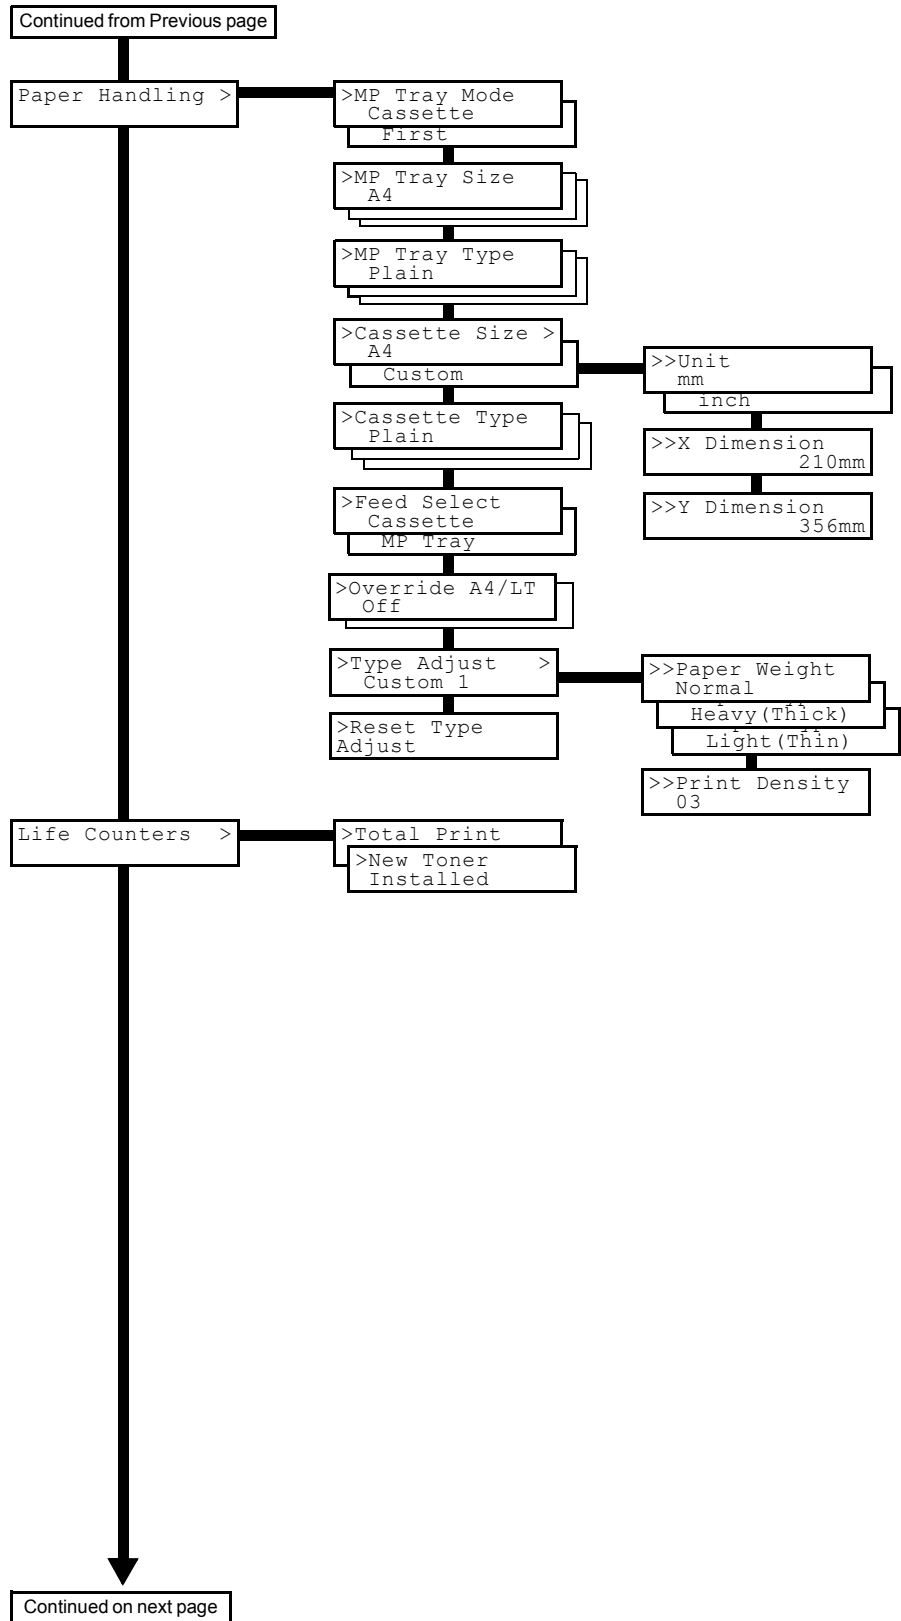 Continued from Previous page
Paper Handling >
>MP Tray Mode
Cassette
First
>MP Tray Size
A4
>MP Tray Type
Plain
>Cassette Size >
A4
Custom
>>Unit
mm
inch
>>X Dimension
210mm
>>Y Dimension
356mm
>Cassette Type
Plain
>Feed Select
Cassette
MP Tray
>Override A4/LT
Off
>Type Adjust >
Custom 1
>>Paper Weight
Normal
Heavy(Thick)
Light(Thin)
>>Print Density
03
>Reset Type
Adjust
Life Counters >
>Total Print
>New Toner
Installed
Continued on next page